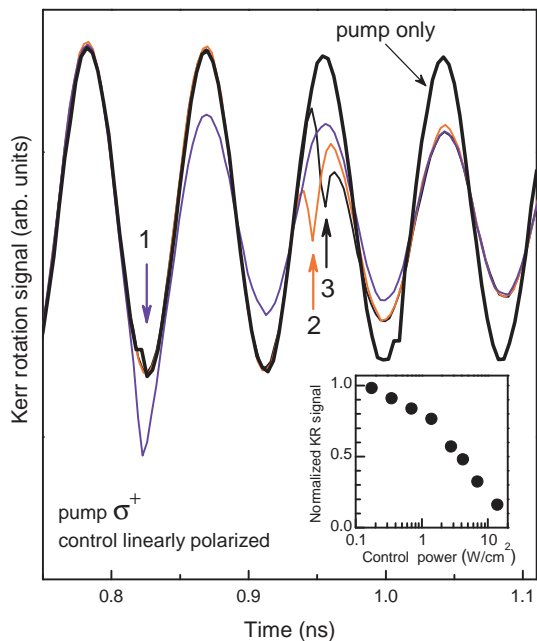 pump only
Kerr rotation signal (arb. units)
1
2
3
Normalized KR signal
1.0
0.5
0.0
0.1
1
10
Control power (W/cm²)
pump σ⁺
control linearly polarized
0.8
0.9
1.0
1.1
Time (ns)